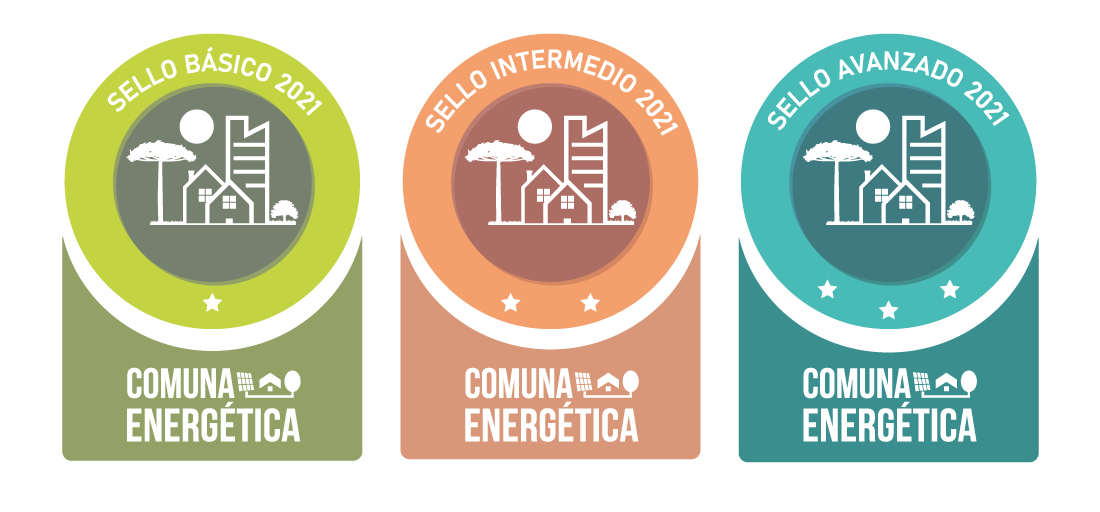 SELLO BÁSICO 2021
COMUNA
ENERGÉTICA
SELLO INTERMEDIO 2021
COMUNA
ENERGÉTICA
SELLO AVANZADO 2021
COMUNA
ENERGÉTICA